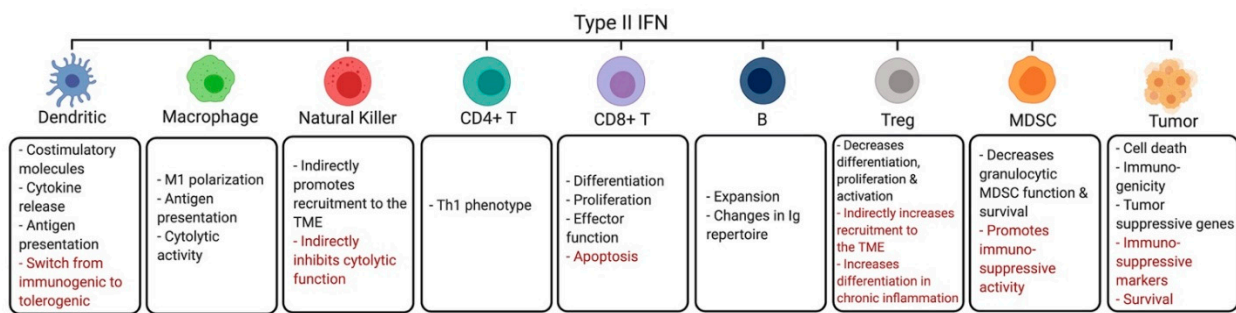 Type II IFN
Dendritic
Macrophage
Natural Killer
CD4+ T
CD8+ T
B
Treg
MDSC
Tumor
- Costimulatory
molecules
- Cytokine
release
- Antigen
presentation
- Switch from
immunogenic to
tolerogenic
- M1 polarization
- Antigen
presentation
- Cytolytic
activity
- Indirectly
promotes
recruitment to the
TME
- Indirectly
inhibits cytolytic
function
- Th1 phenotype
- Differentiation
- Proliferation
- Effector
function
- Apoptosis
- Expansion
- Changes in Ig
repertoire
- Decreases
differentiation,
proliferation &
activation
- Indirectly increases
recruitment to
the TME
- Increases
differentiation in
chronic inflammation
- Decreases
granulocytic
MDSC function &
survival
- Promotes
immuno-
suppressive
activity
- Cell death
- Immuno-
genicity
- Tumor
suppressive genes
- Immuno-
suppressive
markers
- Survival